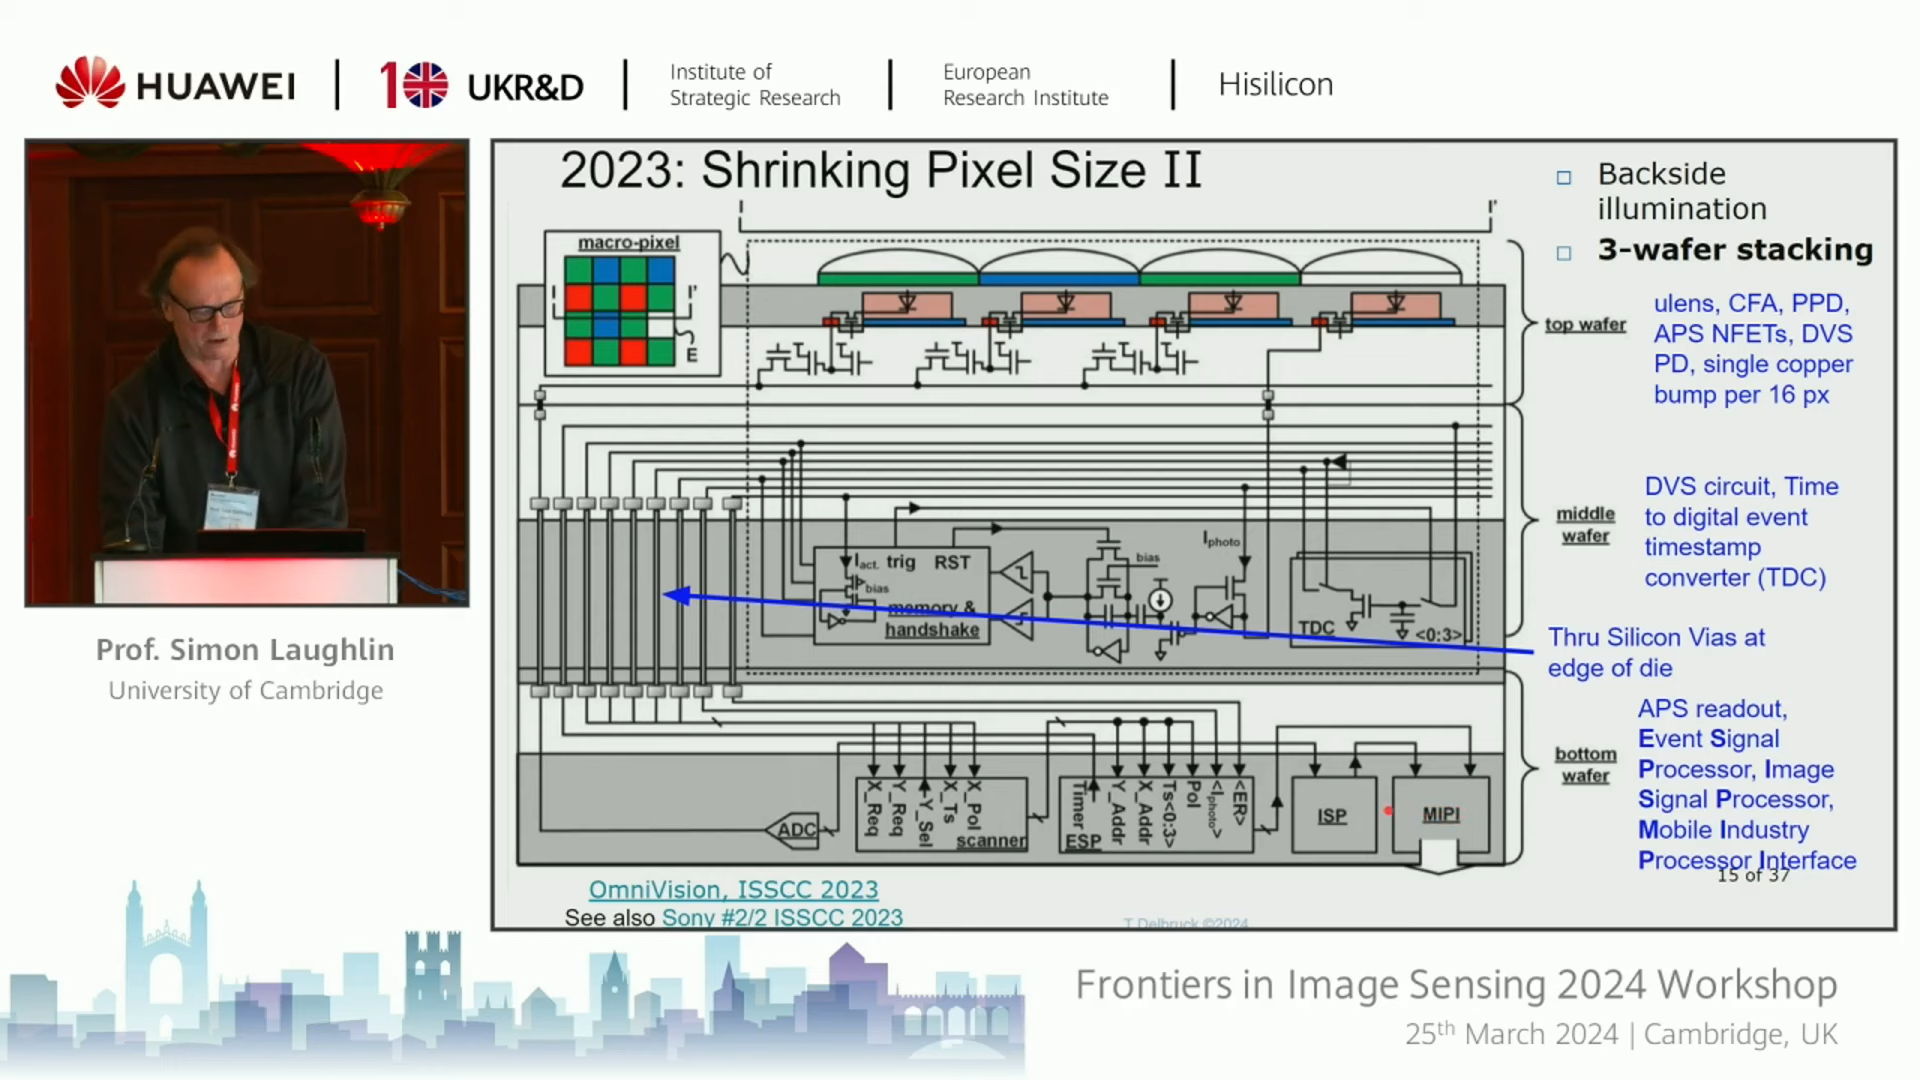 HUAWEI
10 UKR&D
Institute of
Strategic Research
European
Research Institute
Hisilicon
Prof. Simon Laughlin
University of Cambridge
2023: Shrinking Pixel Size II
I I'
macro-pixel
I I'
E
top wafer
middle
wafer
bottom
wafer
Iact. trig RST
bias
memory &
handshake
bias
Iphoto
TDC <0:3>
ADC
X_Req
Y_Req
Y_Sel
X_Ts
X_Pol
scanner
Timer
ESP
Y_Addr
X_Addr
Ts<0:3>
Pol
<Iphoto>
<ER>
ISP
MIPI
Backside
illumination
3-wafer stacking
ulens, CFA, PPD,
APS NFETs, DVS
PD, single copper
bump per 16 px
DVS circuit, Time
to digital event
timestamp
converter (TDC)
Thru Silicon Vias at
edge of die
APS readout,
Event Signal
Processor, Image
Signal Processor,
Mobile Industry
Processor Interface
15 of 37
OmniVision, ISSCC 2023
See also Sony #2/2 ISSCC 2023
T Delbruck ©2024
Frontiers in Image Sensing 2024 Workshop
25th March 2024 | Cambridge, UK